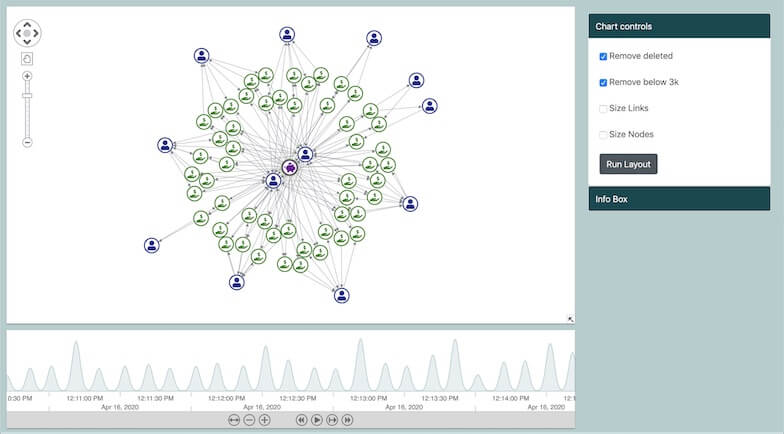 Chart controls
Remove deleted
Remove below 3k
Size Links
Size Nodes
Run Layout
Info Box
0:30 PM 12:11:00 PM 12:11:30 PM 12:12:00 PM 12:12:30 PM 12:13:00 PM 12:13:30 PM 12:14:00 PM 12:1
Apr 16, 2020 Apr 16, 2020 Apr 16, 2020 Apr 16, 2020